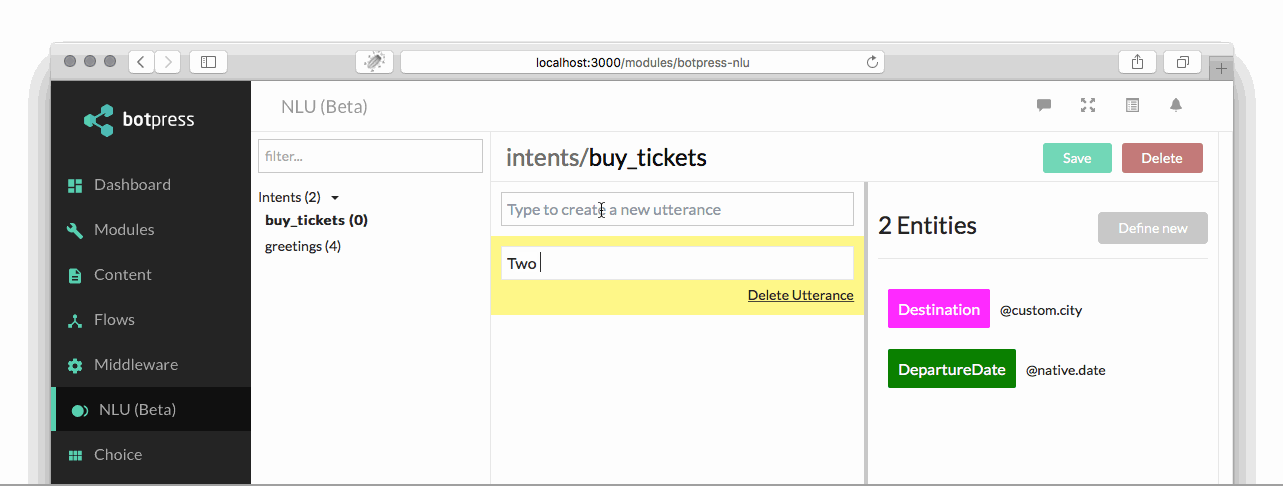 localhost:3000/modules/botpress-nlu
botpress
Dashboard
Modules
Content
Flows
Middleware
NLU (Beta)
Choice
NLU (Beta)
filter...
Intents (2)
buy_tickets (0)
greetings (4)
intents/buy_tickets
Save
Delete
Type to create a new utterance
Two
Delete Utterance
2 Entities
Define new
Destination @custom.city
DepartureDate @native.date